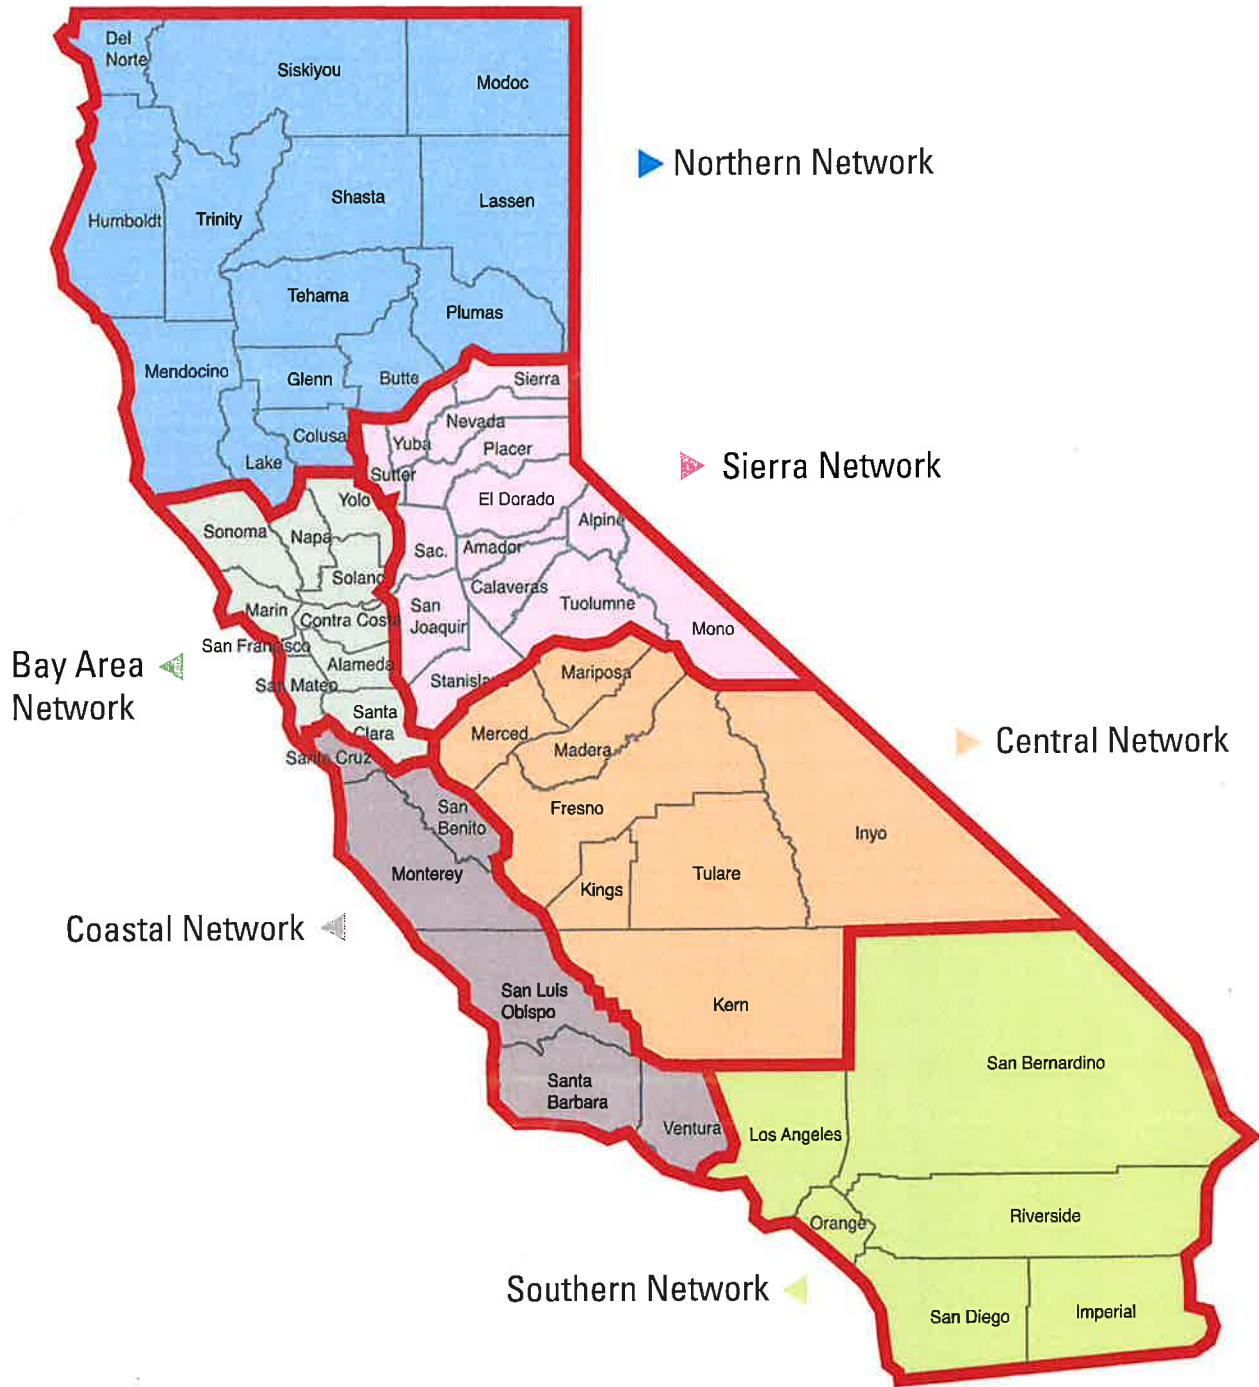 Del
Norte
Siskiyou
Modoc
Northern Network
Shasta
Lassen
Humboldt
Trinity
Tehama
Plumas
Mendocino
Glenn
Butte
Sierra
Nevada
Colusa
Yuba
Placer
Lake
Sutter
Sierra Network
Yolo
El Dorado
Sonoma
Napa
Alpine
Sac.
Amador
Solano
Calaveras
Marin
Contra Costa
San
Joaquin
Tuolumne
Mono
San Francisco
Bay Area
Network
Alameda
San Mateo
Stanisla
Mariposa
Santa
Clara
Merced
Madera
Central Network
Santa Cruz
San
Benito
Fresno
Inyo
Monterey
Kings
Tulare
Coastal Network
San Luis
Obispo
Kern
San Bernardino
Santa
Barbara
Ventura
Los Angeles
Orange
Riverside
Southern Network
San Diego
Imperial